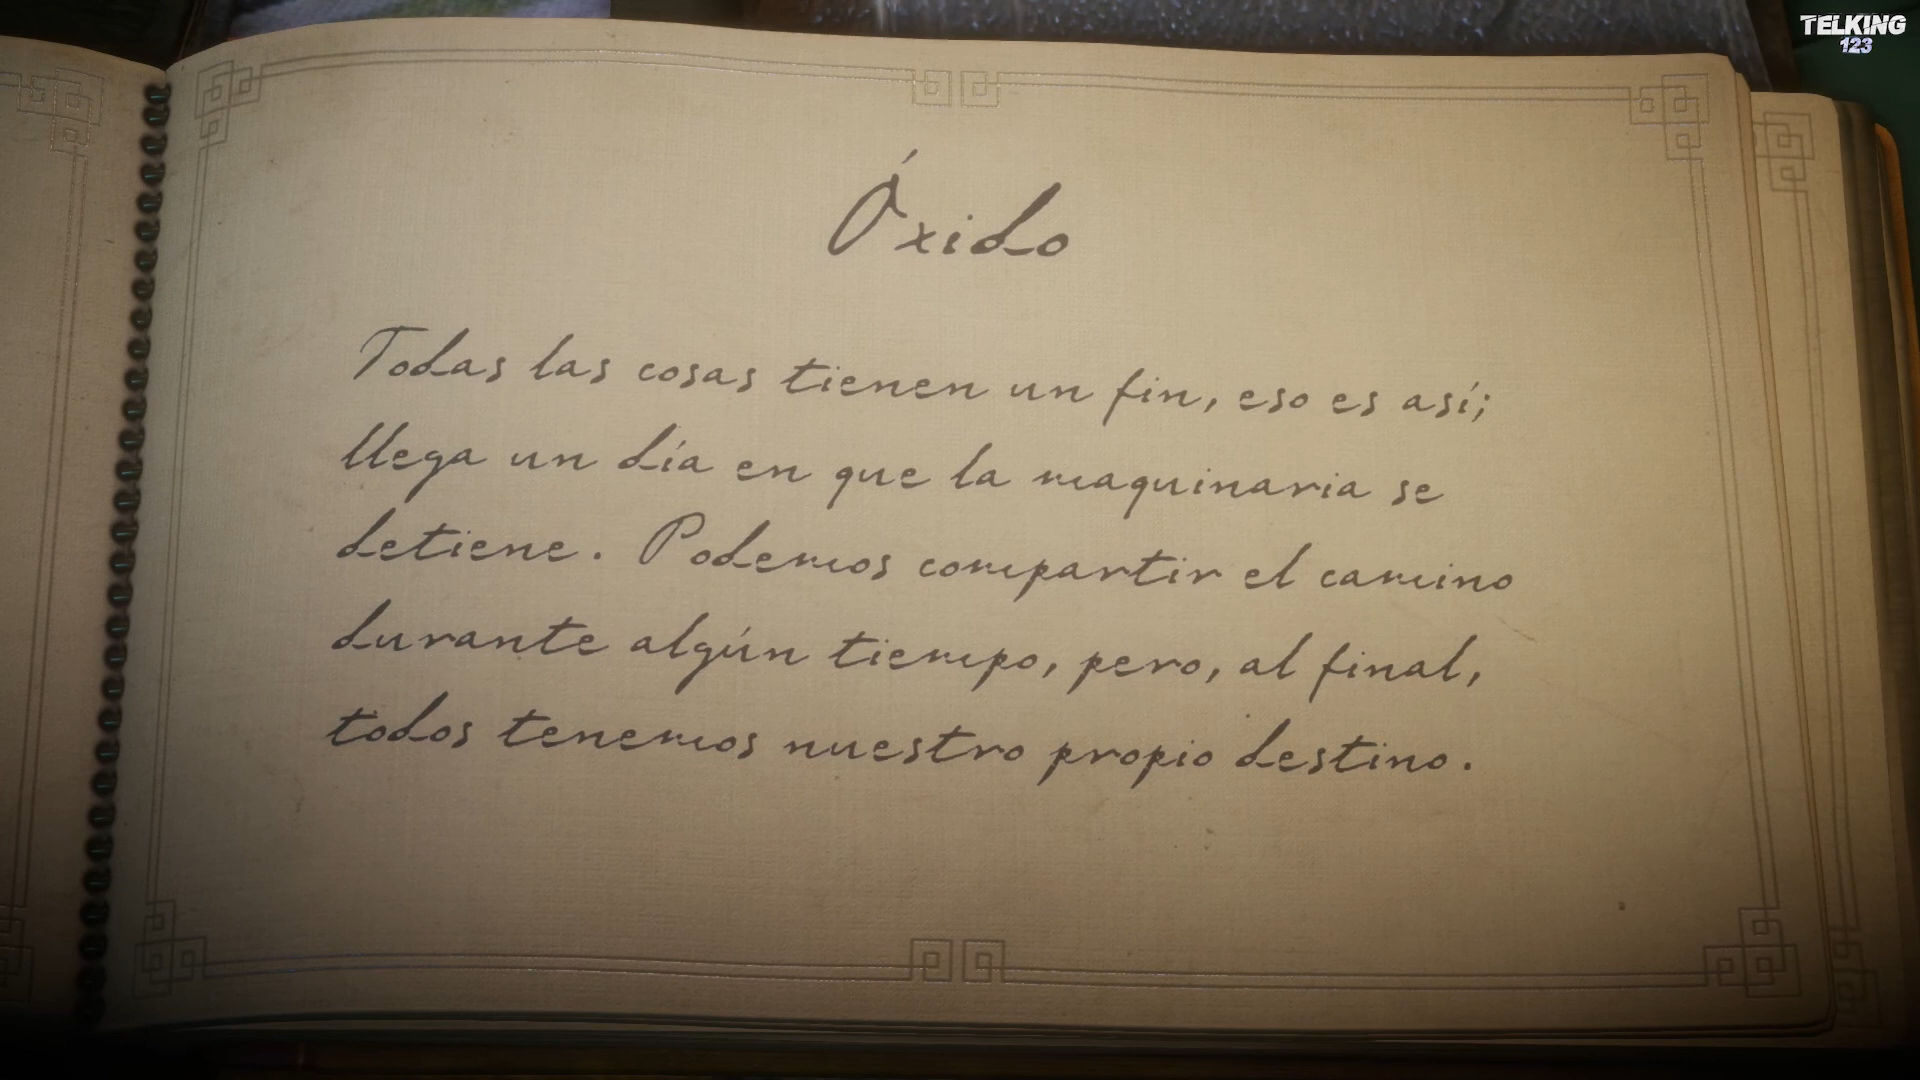 TELKING
123
Óxido
Todas las cosas tienen un fin, eso es así;
llega un día en que la maquinaria se
detiene. Podemos compartir el camino
durante algún tiempo, pero, al final,
todos tenemos nuestro propio destino.